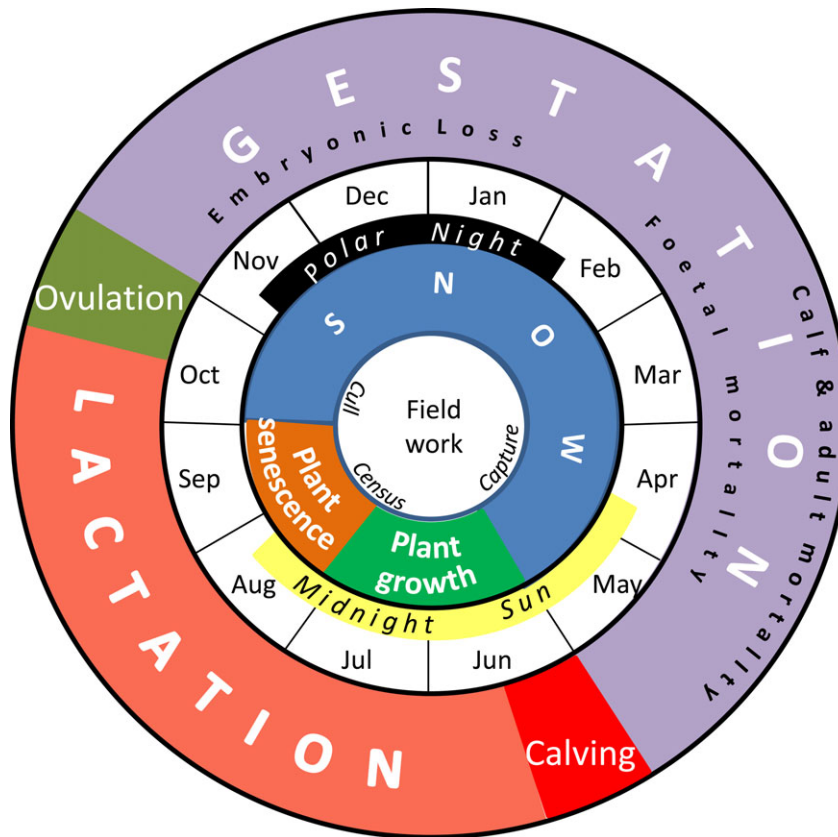 GESTATION
Embryonic Loss
Foetal mortality
Calf & adult mortality
Ovulation
LACTATION
Calving
Jan
Feb
Mar
Apr
May
Jun
Jul
Aug
Sep
Oct
Nov
Dec
Polar Night
SNOW
Midnight Sun
Plant
senescence
Plant
growth
Field
work
Cull
Census
Capture